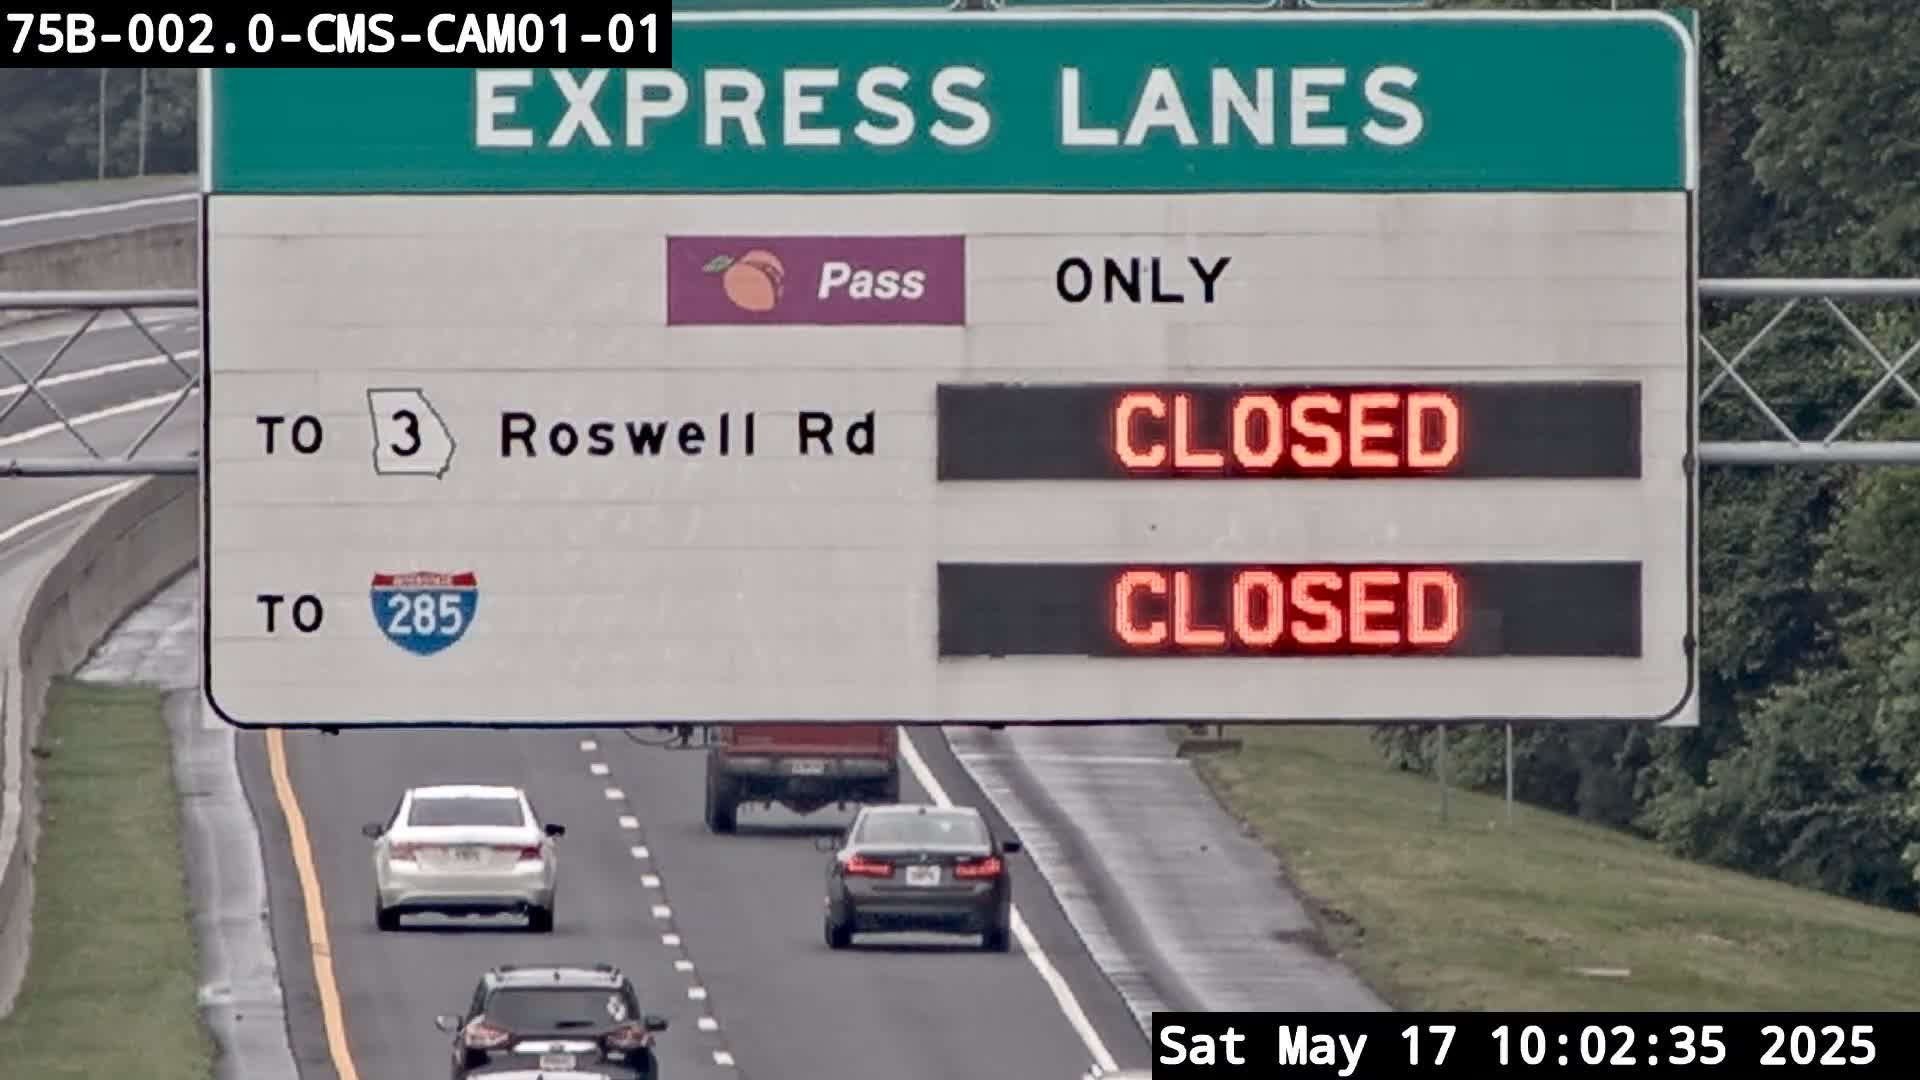 75B-002.0-CMS-CAM01-01
EXPRESS LANES
Pass ONLY
TO 3 Roswell Rd CLOSED
TO INTERSTATE 285 CLOSED
Sat May 17 10:02:35 2025